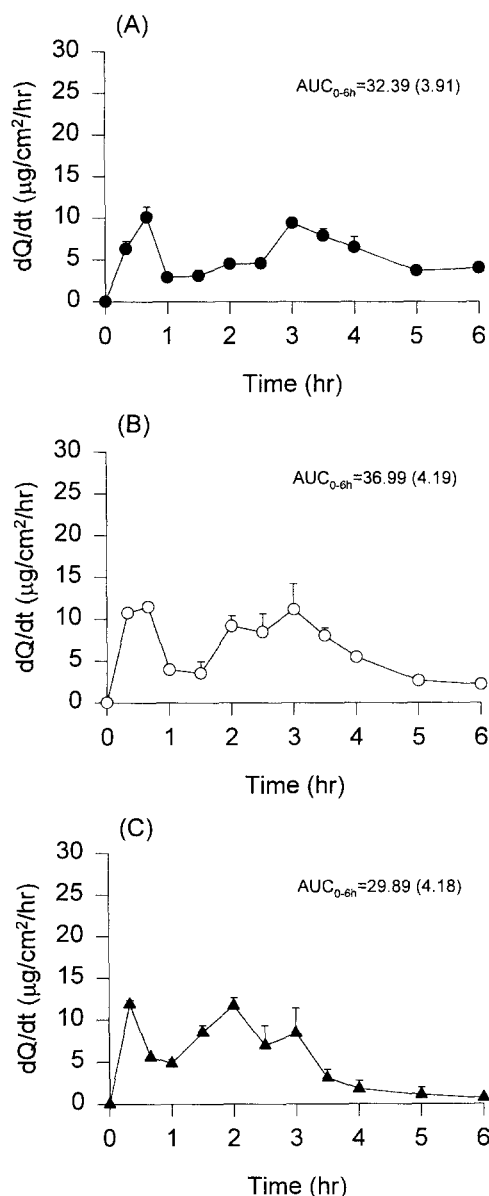 (A)
AUC0-6h=32.39 (3.91)
dQ/dt (μg/cm²/hr)
30
25
20
15
10
5
0
0 1 2 3 4 5 6
Time (hr)
(B)
AUC0-6h=36.99 (4.19)
dQ/dt (μg/cm²/hr)
30
25
20
15
10
5
0
0 1 2 3 4 5 6
Time (hr)
(C)
AUC0-6h=29.89 (4.18)
dQ/dt (μg/cm²/hr)
30
25
20
15
10
5
0
0 1 2 3 4 5 6
Time (hr)